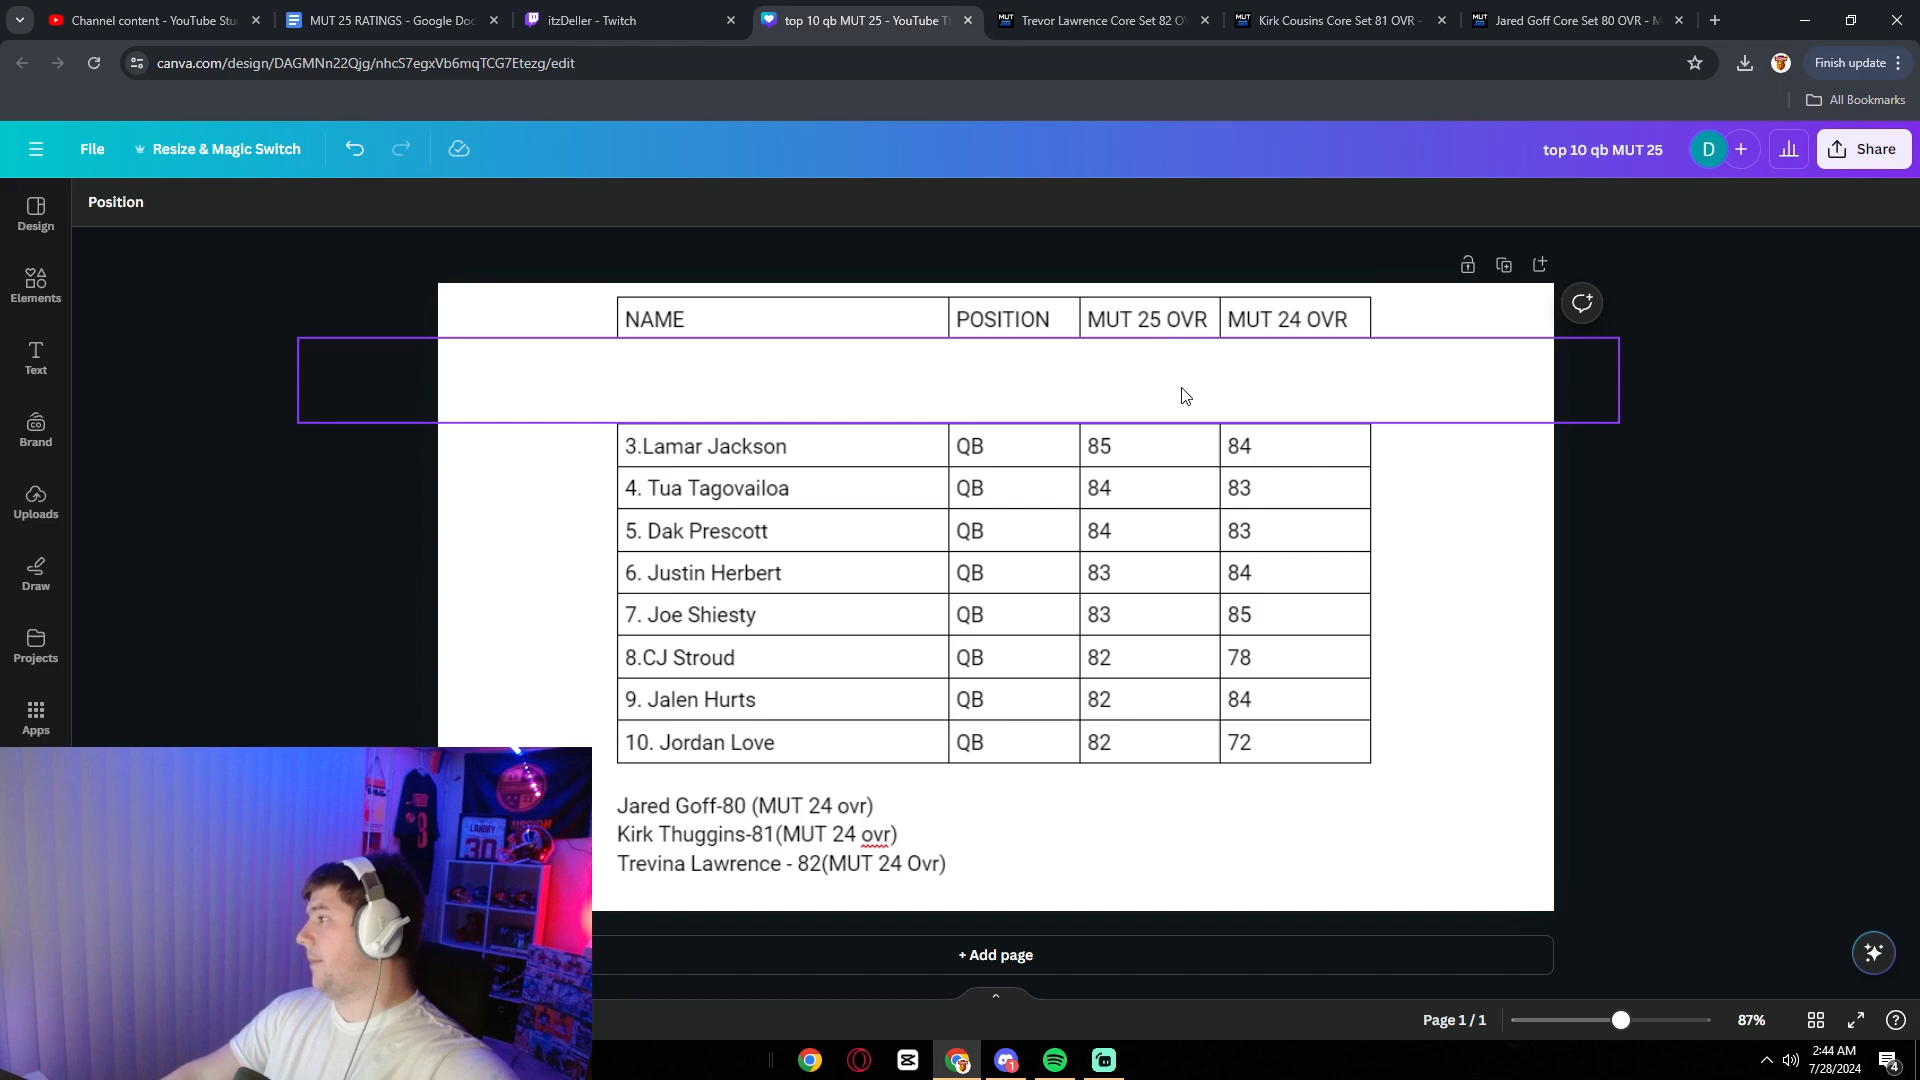 Channel content - YouTube Stu
MUT 25 RATINGS - Google Doc
itzDeller - Twitch
top 10 qb MUT 25 - YouTube T
Trevor Lawrence Core Set 82 O
Kirk Cousins Core Set 81 OVR -
Jared Goff Core Set 80 OVR - M
canva.com/design/DAGMNn22Qjg/nhcS7egxVb6mqTCG7Etezg/edit
Finish update
All Bookmarks
File
Resize & Magic Switch
top 10 qb MUT 25
D
Share
Position
Design
Elements
Text
Brand
Uploads
Draw
Projects
Apps
NAME POSITION MUT 25 OVR MUT 24 OVR
3.Lamar Jackson QB 85 84
4. Tua Tagovailoa QB 84 83
5. Dak Prescott QB 84 83
6. Justin Herbert QB 83 84
7. Joe Shiesty QB 83 85
8.CJ Stroud QB 82 78
9. Jalen Hurts QB 82 84
10. Jordan Love QB 82 72
Jared Goff-80 (MUT 24 ovr)
Kirk Thuggins-81(MUT 24 ovr)
Trevina Lawrence - 82(MUT 24 Ovr)
+ Add page
LANDRY
30
Page 1 / 1
87%
2:44 AM
7/28/2024
4